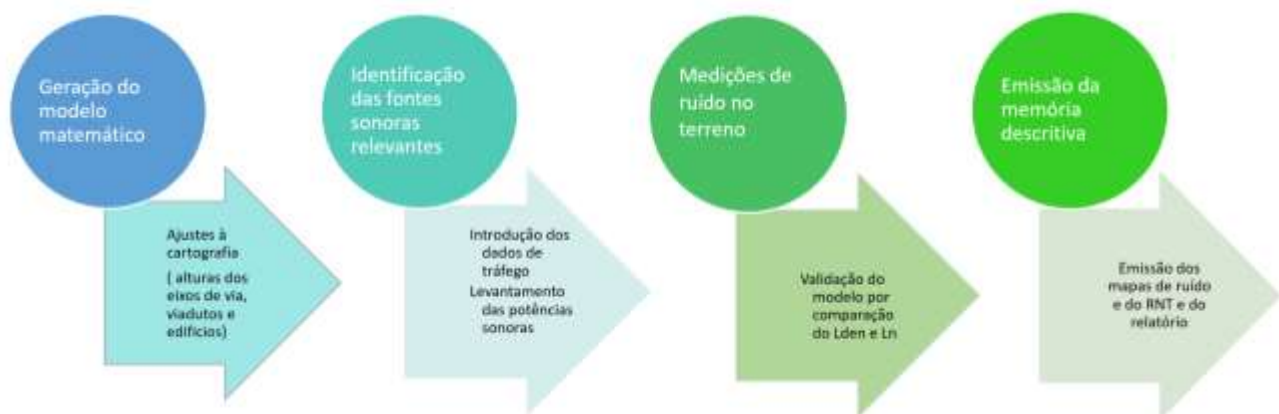 Geração do
modelo
matemático
Ajustes à
cartografia
( alturas dos
eixos de via,
viadutos e
edifícios)
Identificação
das fontes
sonoras
relevantes
Introdução dos
dados de
tráfego
Levantamento
das potências
sonoras
Medições de
ruído no
terreno
Validação do
modelo por
comparação
do Lden e Ln
Emissão da
memória
descritiva
Emissão dos
mapas de ruído
e do RNT e do
relatório